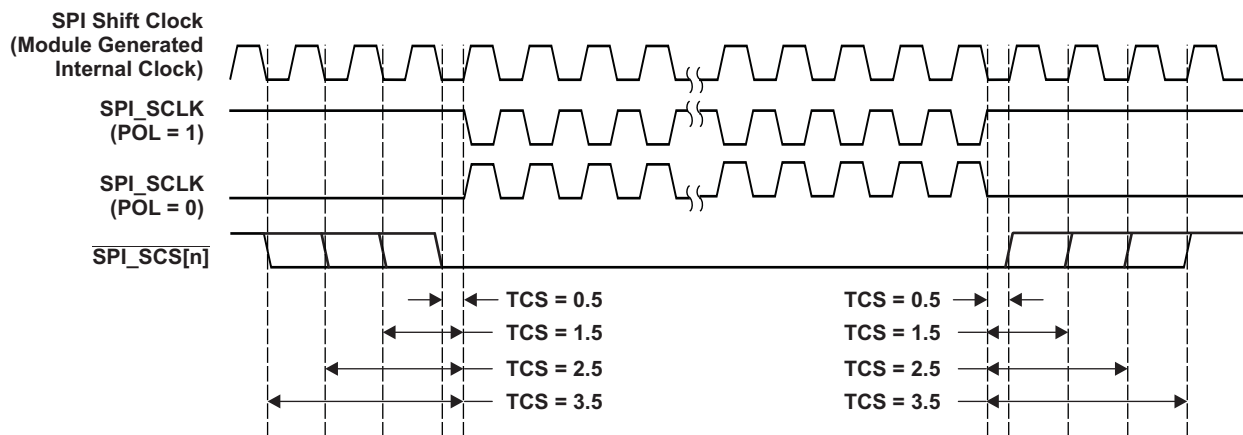 SPI Shift Clock
(Module Generated
Internal Clock)
SPI_SCLK
(POL = 1)
SPI_SCLK
(POL = 0)
SPI_SCS[n]
TCS = 0.5
TCS = 0.5
TCS = 1.5
TCS = 1.5
TCS = 2.5
TCS = 2.5
TCS = 3.5
TCS = 3.5